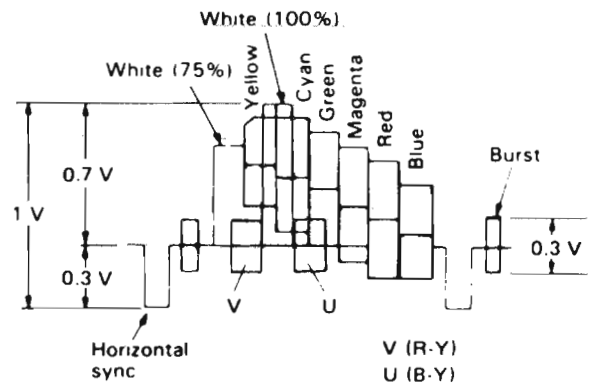 White (100%)
White (75%)
Yellow
Cyan
Green
Magenta
Red
Blue
Burst
0.7 V
1 V
0.3 V
0.3 V
V
U
Horizontal
sync
V (R-Y)
U (B-Y)